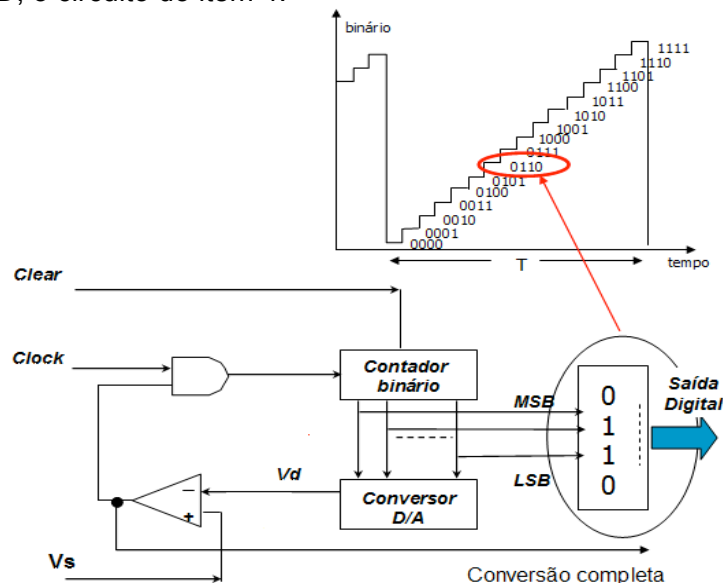 D, o circuito do item 4.
binário
1111
1110
1101
1100
1011
1010
1001
1000
0111
0110
0101
0100
0011
0010
0001
0000
T
tempo
Clear
Clock
Contador
binário
MSB
LSB
0
1
1
0
Saída
Digital
Vd
Conversor
D/A
−
+
Vs
Conversão completa